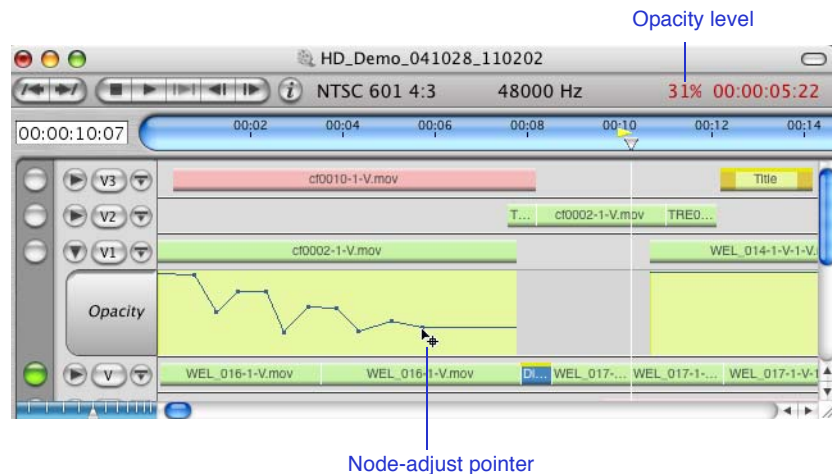 Opacity level
HD_Demo_041028_110202
i NTSC 601 4:3 48000 Hz 31% 00:00:05:22
00:00:10:07 00:02 00:04 00:06 00:08 00:10 00:12 00:14
V3 cf0010-1-V.mov Title
V2 T... cf0002-1-V.mov TRE0...
V1 cf0002-1-V.mov WEL_014-1-V-1-V.
Opacity
V WEL_016-1-V.mov WEL_016-1-V.mov DI... WEL_017-... WEL_017-1-... WEL_017-1-V-1
Node-adjust pointer